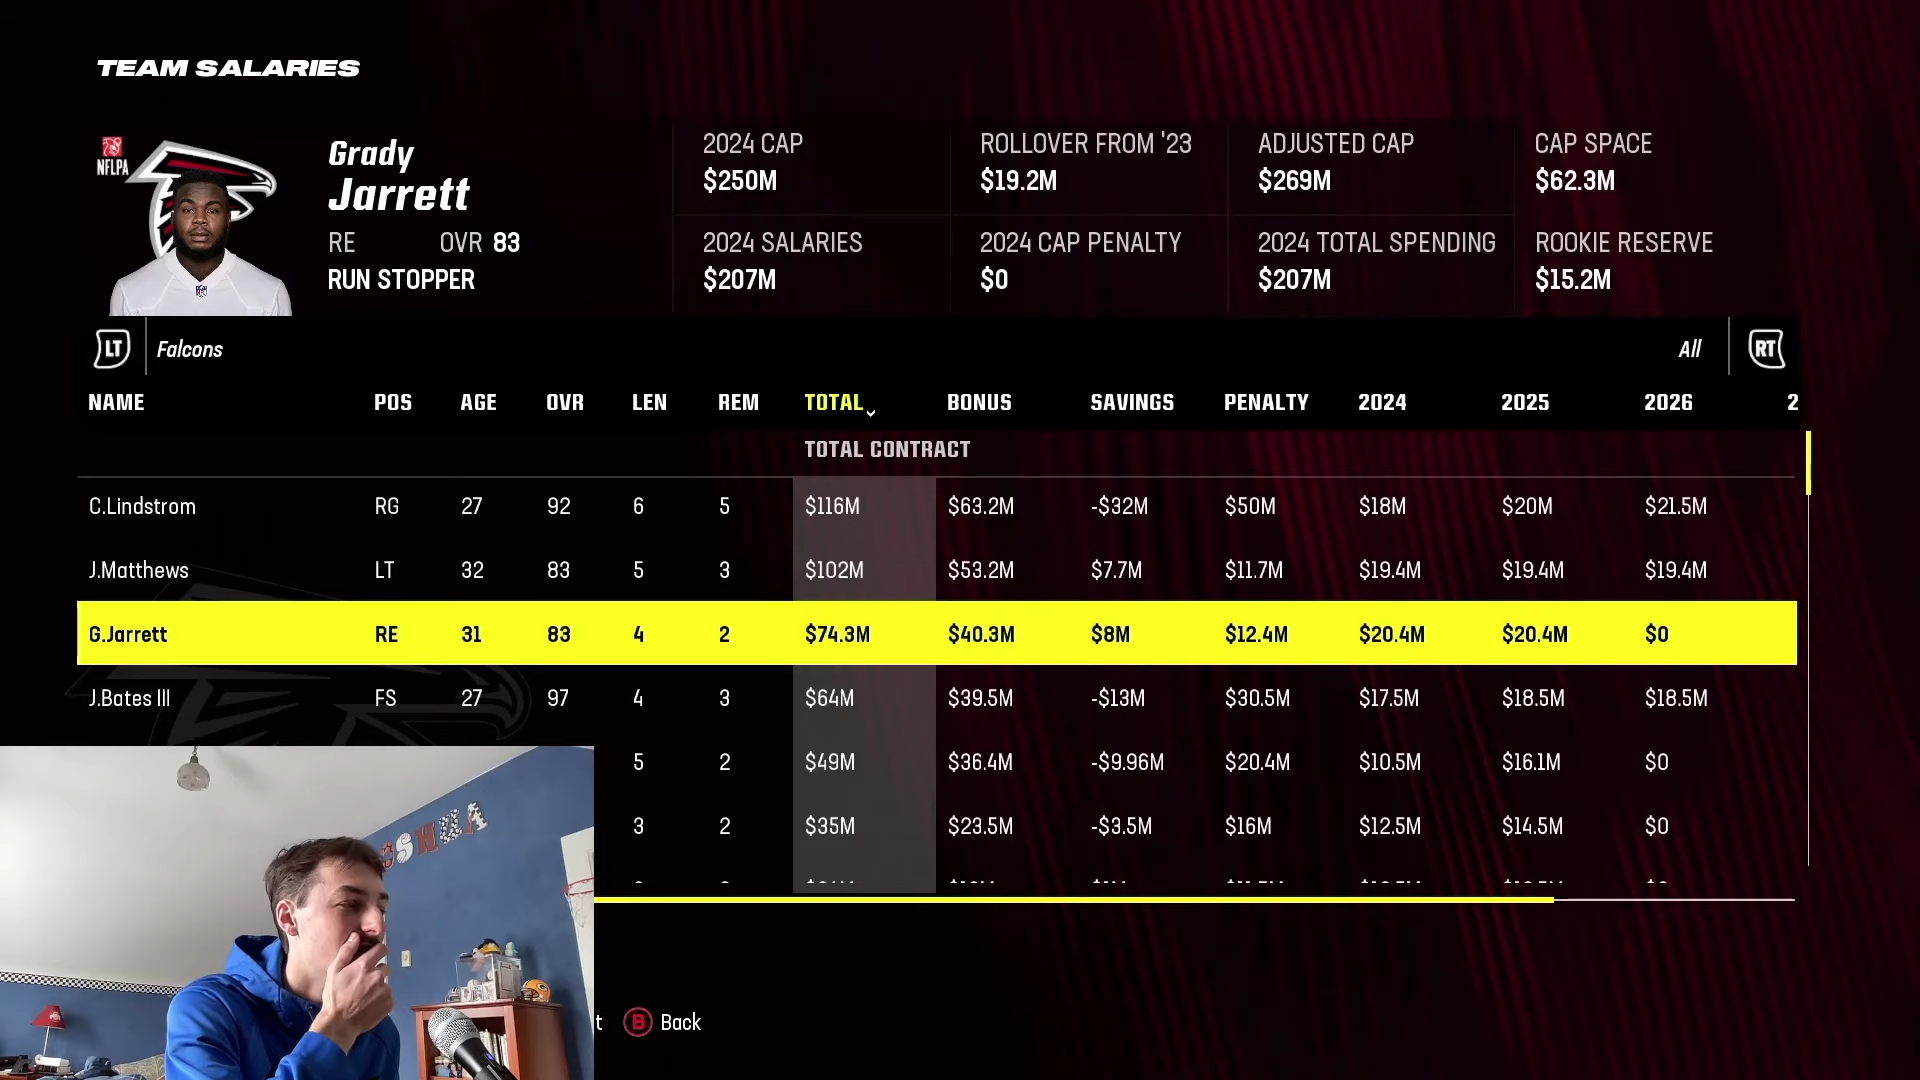 TEAM SALARIES
NFLPA
Grady
Jarrett
RE OVR 83
RUN STOPPER
2024 CAP ROLLOVER FROM '23 ADJUSTED CAP CAP SPACE
$250M $19.2M $269M $62.3M
2024 SALARIES 2024 CAP PENALTY 2024 TOTAL SPENDING ROOKIE RESERVE
$207M $0 $207M $15.2M
LT Falcons All RT
NAME POS AGE OVR LEN REM TOTAL BONUS SAVINGS PENALTY 2024 2025 2026 2
TOTAL CONTRACT
C.Lindstrom RG 27 92 6 5 $116M $63.2M -$32M $50M $18M $20M $21.5M
J.Matthews LT 32 83 5 3 $102M $53.2M $7.7M $11.7M $19.4M $19.4M $19.4M
G.Jarrett RE 31 83 4 2 $74.3M $40.3M $8M $12.4M $20.4M $20.4M $0
J.Bates III FS 27 97 4 3 $64M $39.5M -$13M $30.5M $17.5M $18.5M $18.5M
5 2 $49M $36.4M -$9.96M $20.4M $10.5M $16.1M $0
3 2 $35M $23.5M -$3.5M $16M $12.5M $14.5M $0
t B Back